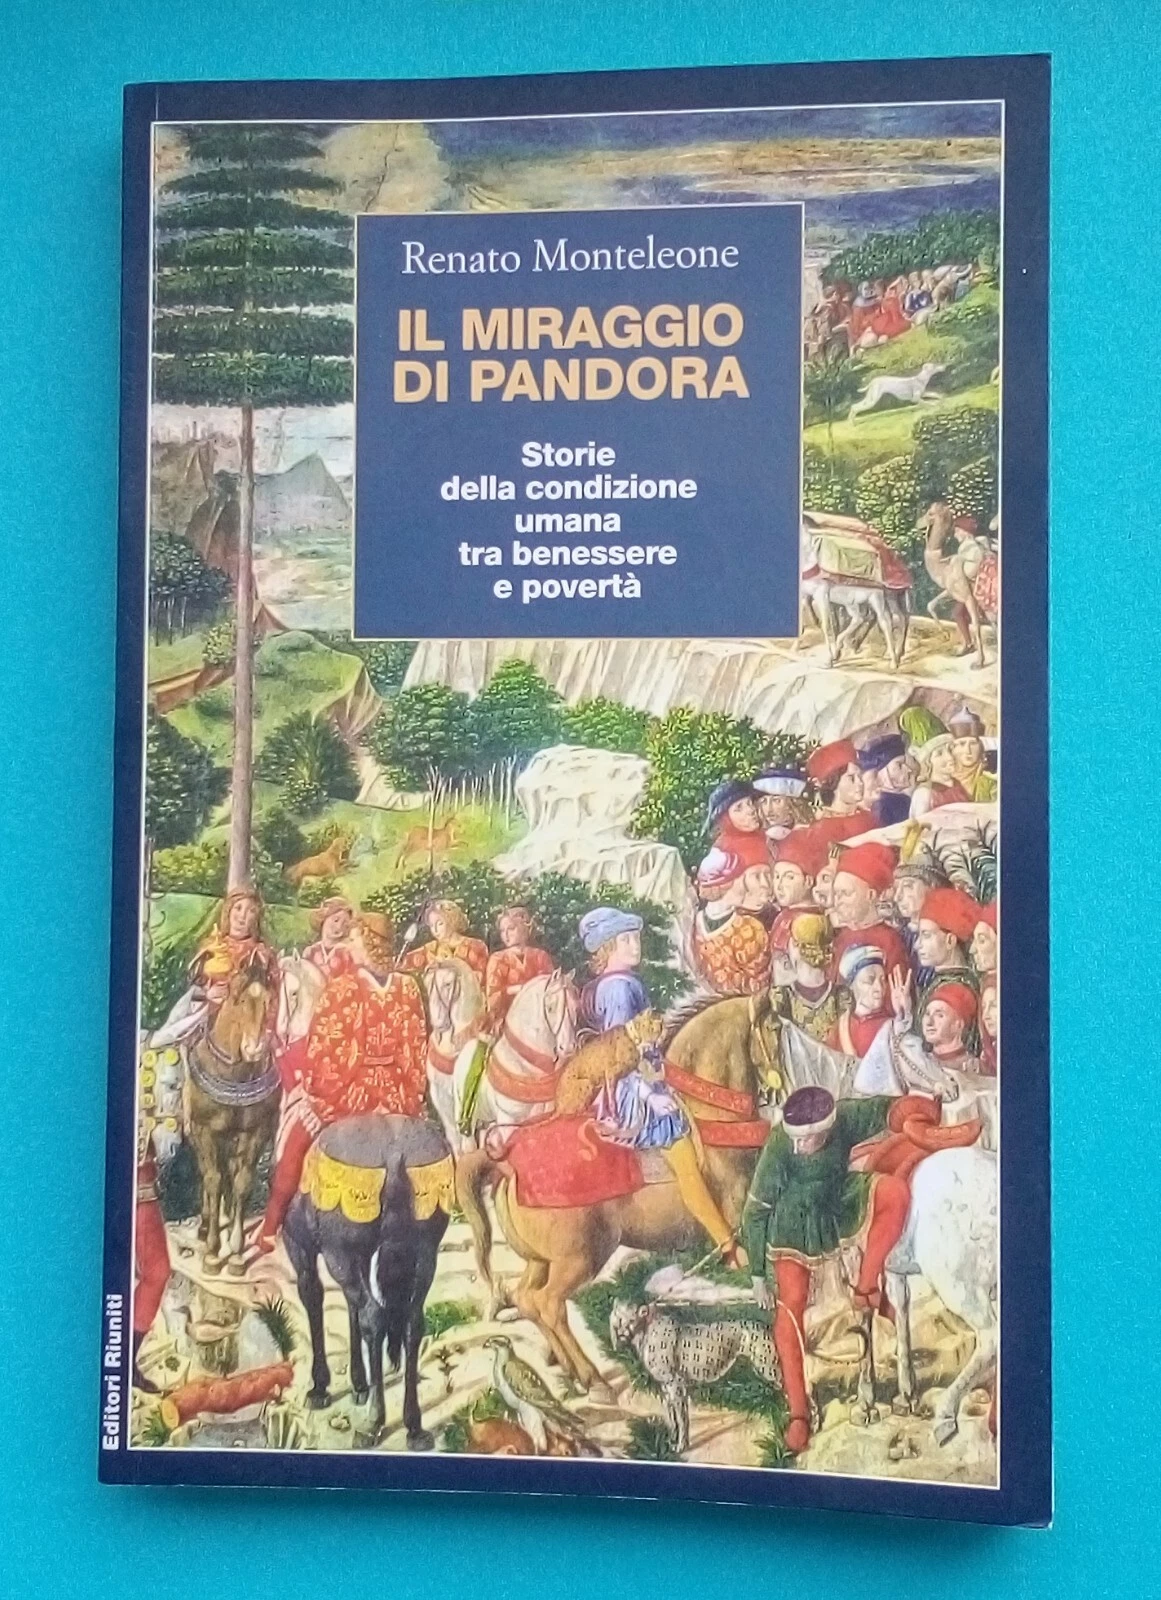 Renato Monteleone
IL MIRAGGIO
DI PANDORA
Storie
della condizione
umana
tra benessere
e povertà
Editori Riuniti